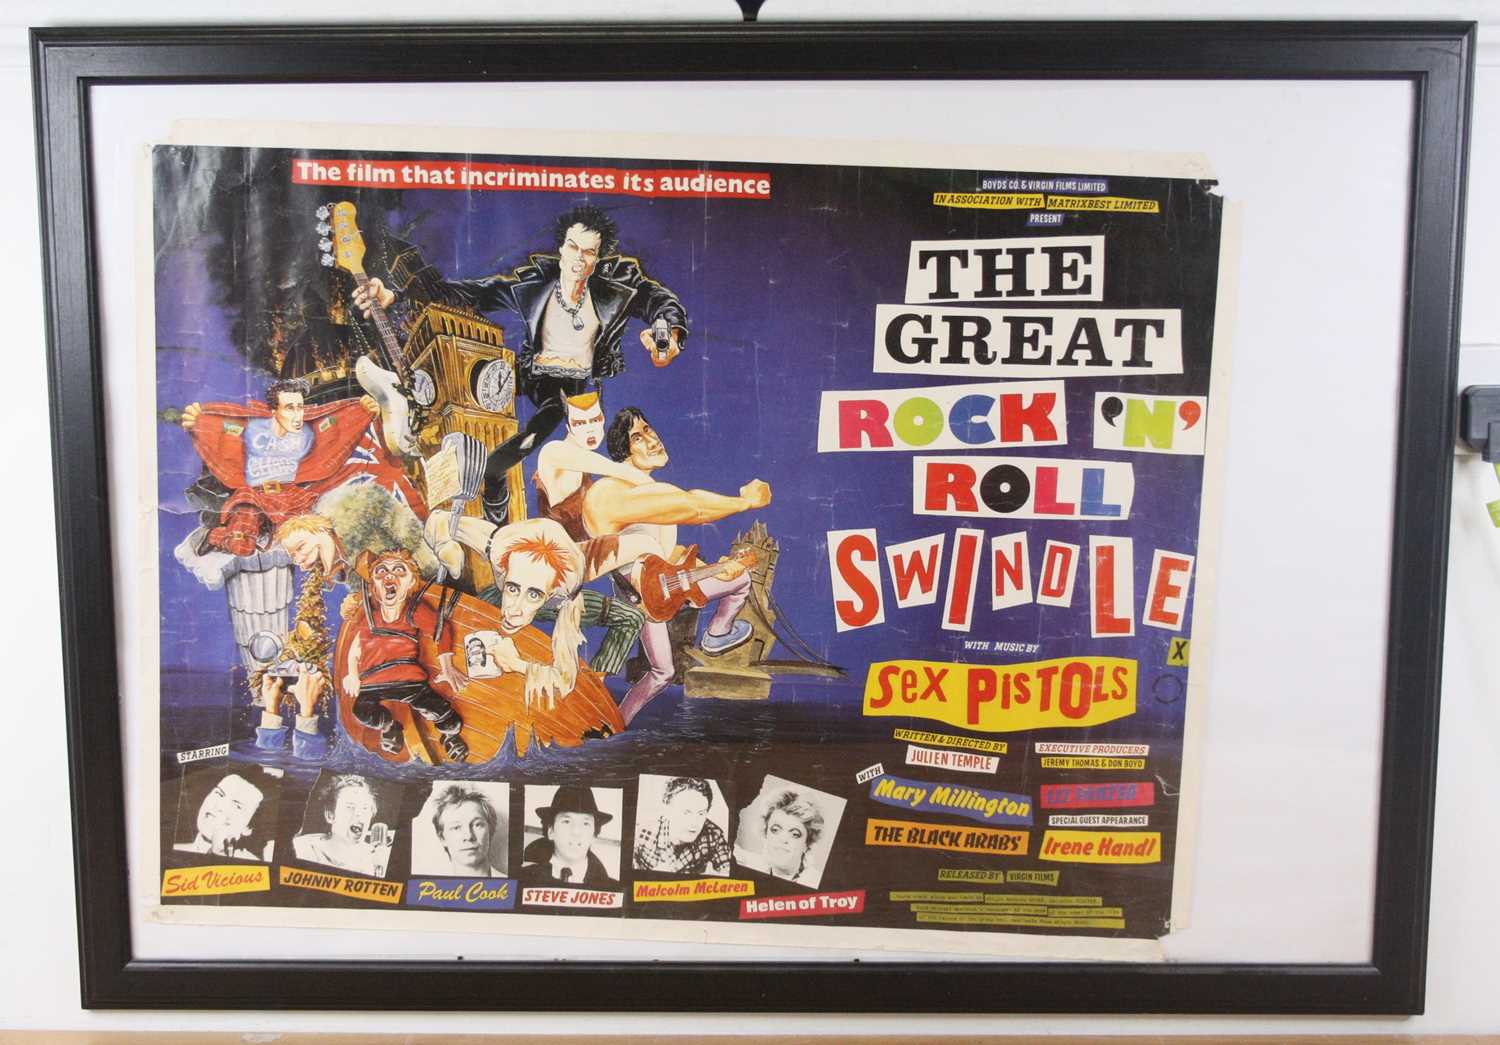 The film that incriminates its audience
BOYDS CO. & VIRGIN FILMS LIMITED
IN ASSOCIATION WITH MATRIXBEST LIMITED
PRESENT
THE
GREAT
ROCK 'N'
ROLL
SWINDLE
WITH MUSIC BY
SEX PISTOLS
X
CASH
WRITTEN & DIRECTED BY
JULIEN TEMPLE
EXECUTIVE PRODUCERS
JEREMY THOMAS & DON BOYD
WITH
Mary Millington
THE BLACK ARABS
LIZ FRASER
SPECIAL GUEST APPEARANCE
Irene Handl
RELEASED BY VIRGIN FILMS
STARRING
Sid Vicious
JOHNNY ROTTEN
Paul Cook
STEVE JONES
Malcolm McLaren
Helen of Troy